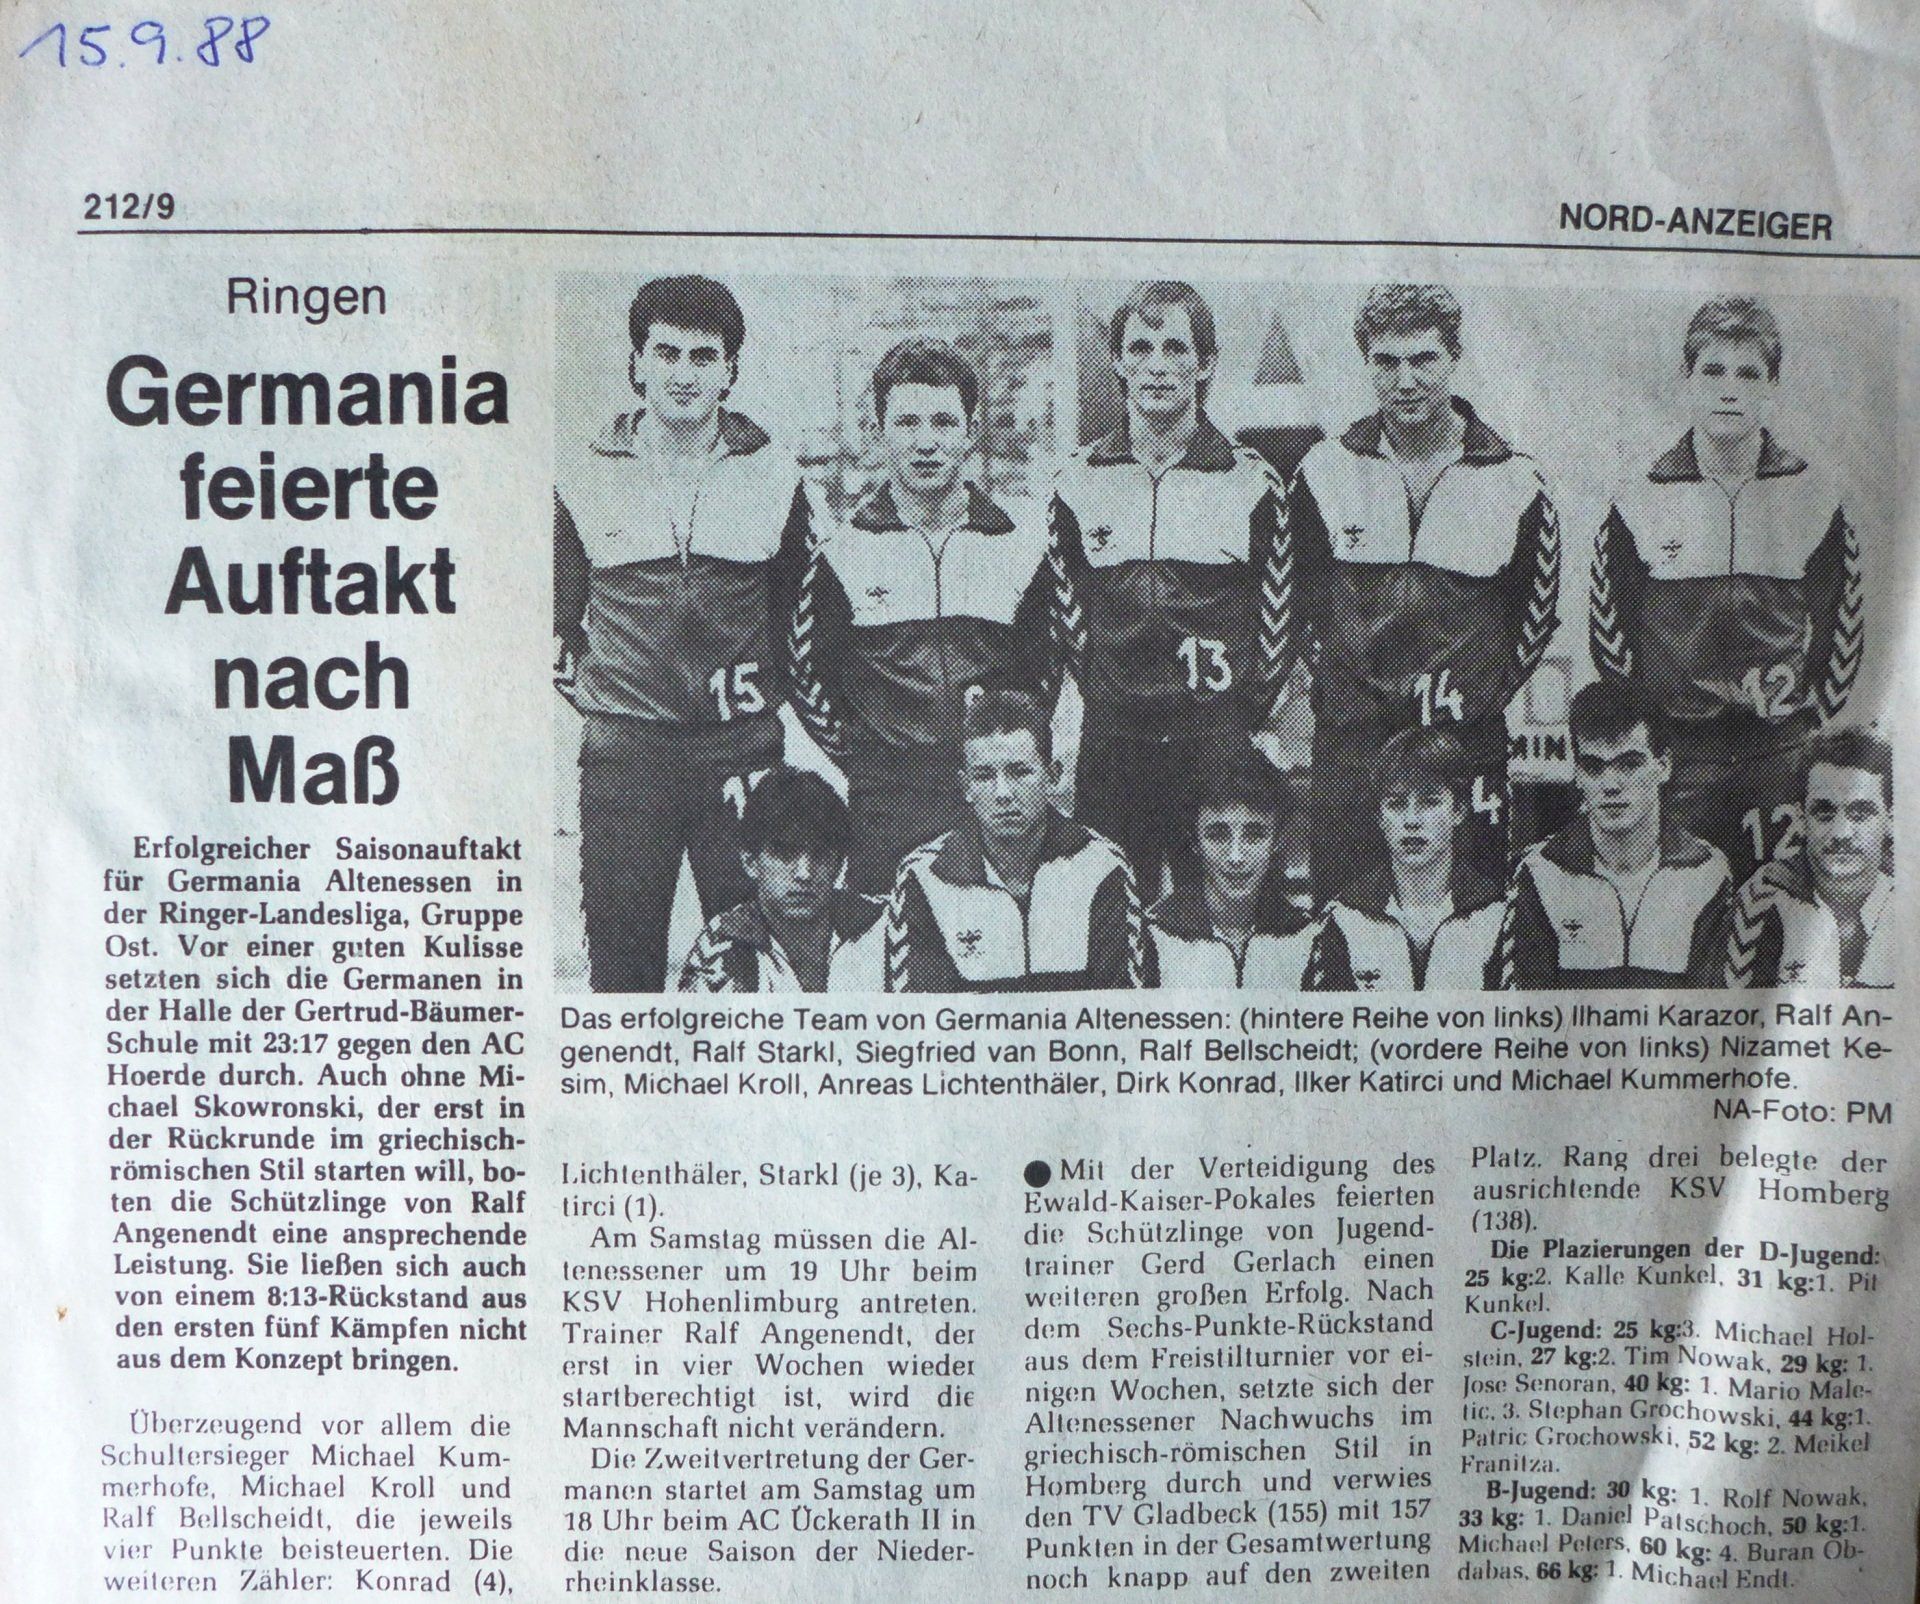 15.9.88
212/9
NORD-ANZEIGER
Ringen
Germania
feierte
Auftakt
nach
Maß
Erfolgreicher Saisonauftakt
für Germania Altenessen in
der Ringer-Landesliga, Gruppe
Ost. Vor einer guten Kulisse
setzten sich die Germanen in
der Halle der Gertrud-Bäumer-
Schule mit 23:17 gegen den AC
Hoerde durch. Auch ohne Mi-
chael Skowronski, der erst in
der Rückrunde im griechisch-
römischen Stil starten will, bo-
ten die Schützlinge von Ralf
Angenendt eine ansprechende
Leistung. Sie ließen sich auch
von einem 8:13-Rückstand aus
den ersten fünf Kämpfen nicht
aus dem Konzept bringen.
Überzeugend vor allem die
Schultersieger Michael Kum-
merhofe, Michael Kroll und
Ralf Bellscheidt, die jeweils
vier Punkte beisteuerten. Die
weiteren Zähler: Konrad (4),
15
13
14
12
MIN
4
12
Das erfolgreiche Team von Germania Altenessen: (hintere Reihe von links) Ilhami Karazor, Ralf An-
genendt, Ralf Starkl, Siegfried van Bonn, Ralf Bellscheidt; (vordere Reihe von links) Nizamet Ke-
sim, Michael Kroll, Anreas Lichtenthäler, Dirk Konrad, Ilker Katirci und Michael Kummerhofe.
NA-Foto: PM
Lichtenthäler, Starkl (je 3), Ka-
tirci (1).
Am Samstag müssen die Al-
tenessener um 19 Uhr beim
KSV Hohenlimburg antreten.
Trainer Ralf Angenendt, der
erst in vier Wochen wieder
startberechtigt ist, wird die
Mannschaft nicht verändern.
Die Zweitvertretung der Ger-
manen startet am Samstag um
18 Uhr beim AC Ückerath II in
die neue Saison der Nieder-
rheinklasse.
● Mit der Verteidigung des
Ewald-Kaiser-Pokales feierten
die Schützlinge von Jugend-
trainer Gerd Gerlach einen
weiteren großen Erfolg. Nach
dem Sechs-Punkte-Rückstand
aus dem Freistilturnier vor ei-
nigen Wochen, setzte sich der
Altenessener Nachwuchs im
griechisch-römischen Stil in
Homberg durch und verwies
den TV Gladbeck (155) mit 157
Punkten in der Gesamtwertung
noch knapp auf den zweiten
Platz. Rang drei belegte der
ausrichtende KSV Homberg
(138).
Die Plazierungen der D-Jugend:
25 kg:2. Kalle Kunkel, 31 kg:1. Pit
Kunkel.
C-Jugend: 25 kg:3. Michael Hol-
stein, 27 kg:2. Tim Nowak, 29 kg: 1.
Jose Senoran, 40 kg: 1. Mario Male-
tic, 3. Stephan Grochowski, 44 kg:1.
Patric Grochowski, 52 kg: 2. Meikel
Franitza.
B-Jugend: 30 kg: 1. Rolf Nowak,
33 kg: 1. Daniel Patschoch, 50 kg:1.
Michael Peters, 60 kg: 4. Buran Ob-
dabas, 66 kg: 1. Michael Endt.